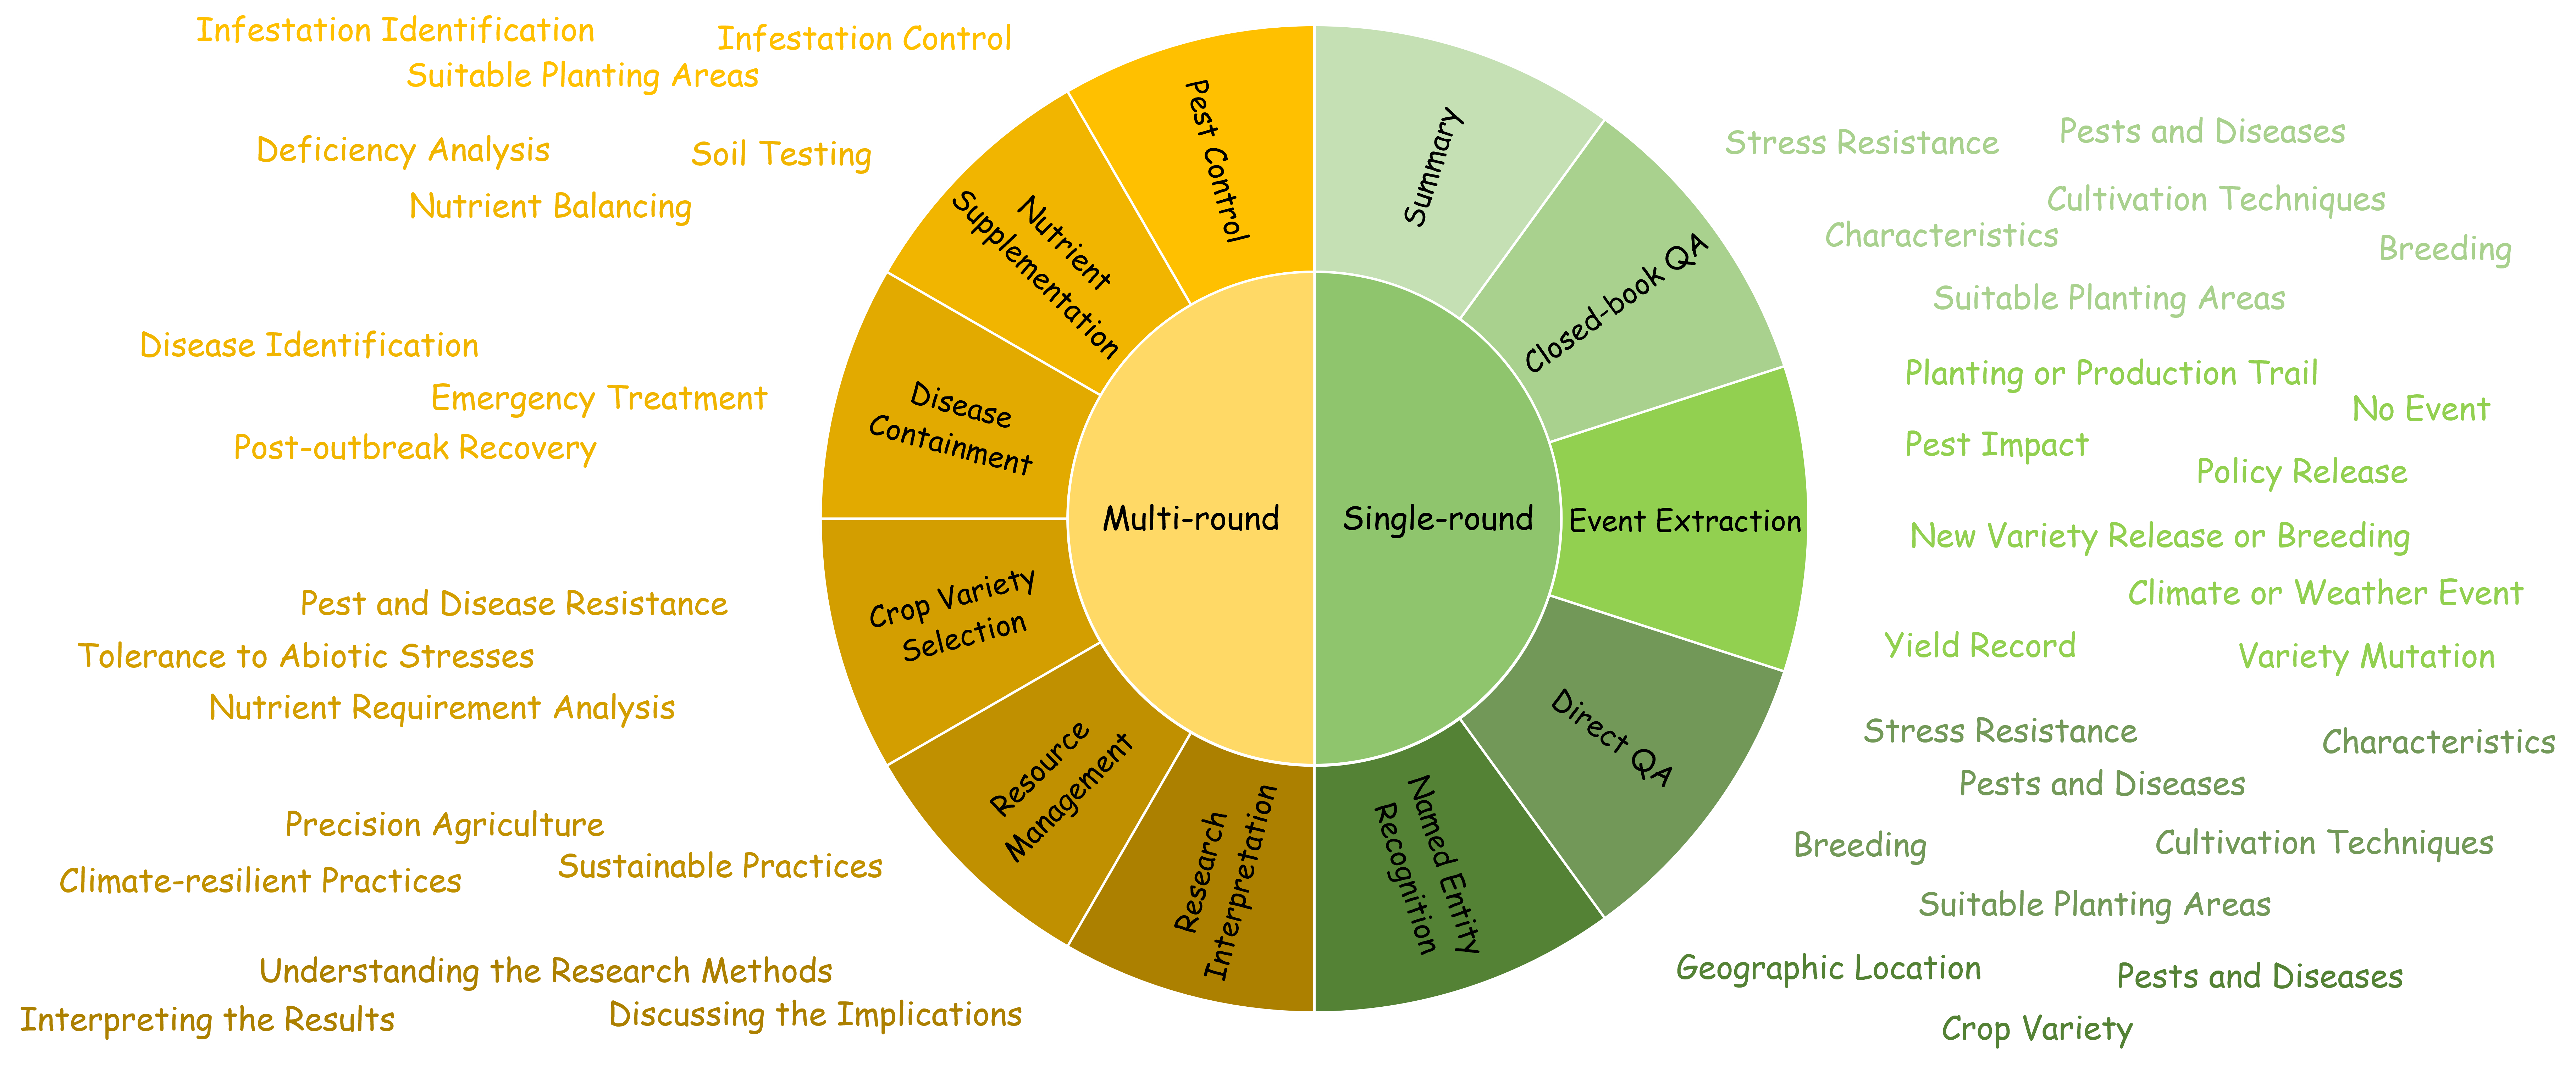 Infestation Identification
Infestation Control
Suitable Planting Areas
Deficiency Analysis
Soil Testing
Nutrient Balancing
Disease Identification
Emergency Treatment
Post-outbreak Recovery
Pest and Disease Resistance
Tolerance to Abiotic Stresses
Nutrient Requirement Analysis
Precision Agriculture
Sustainable Practices
Climate-resilient Practices
Understanding the Research Methods
Discussing the Implications
Interpreting the Results
Pest Control
Nutrient
Supplementation
Disease
Containment
Crop Variety
Selection
Resource
Management
Research
Interpretation
Multi-round
Single-round
Summary
Closed-book QA
Event Extraction
Direct QA
Named Entity
Recognition
Stress Resistance
Pests and Diseases
Cultivation Techniques
Characteristics
Breeding
Suitable Planting Areas
Planting or Production Trail
No Event
Pest Impact
Policy Release
New Variety Release or Breeding
Climate or Weather Event
Yield Record
Variety Mutation
Stress Resistance
Characteristics
Pests and Diseases
Breeding
Cultivation Techniques
Suitable Planting Areas
Geographic Location
Pests and Diseases
Crop Variety